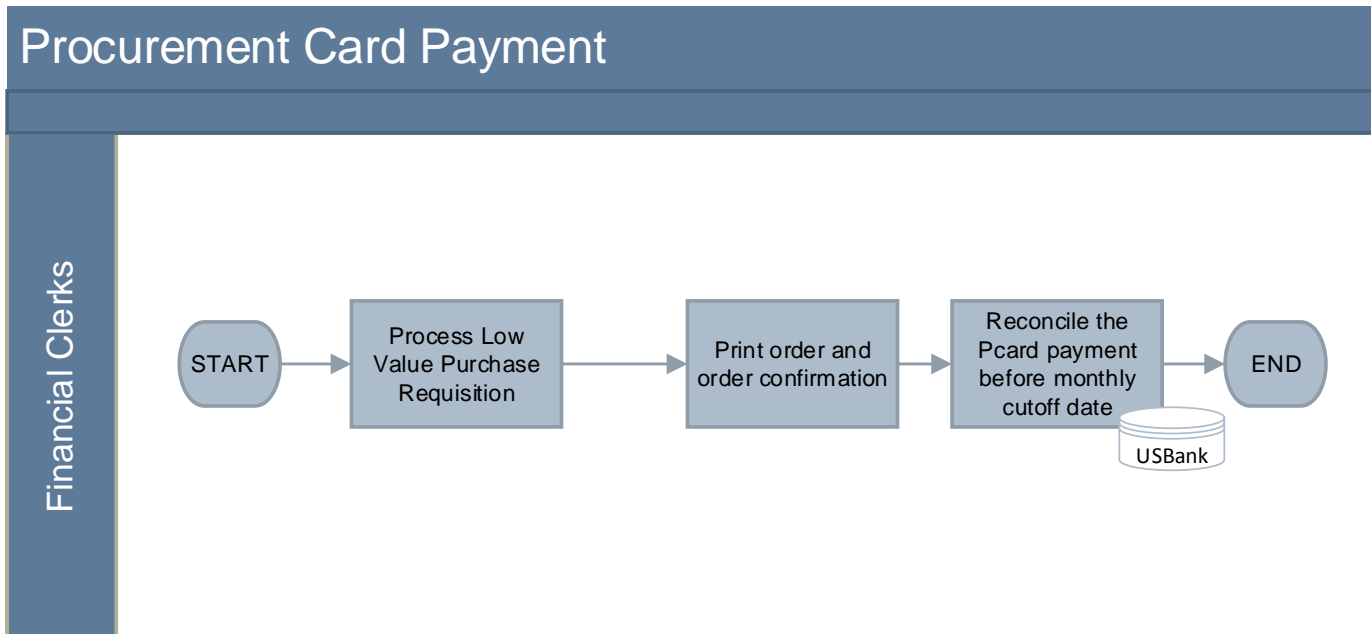 Procurement Card Payment
Financial Clerks
START
Process Low
Value Purchase
Requisition
Print order and
order confirmation
Reconcile the
Pcard payment
before monthly
cutoff date
USBank
END